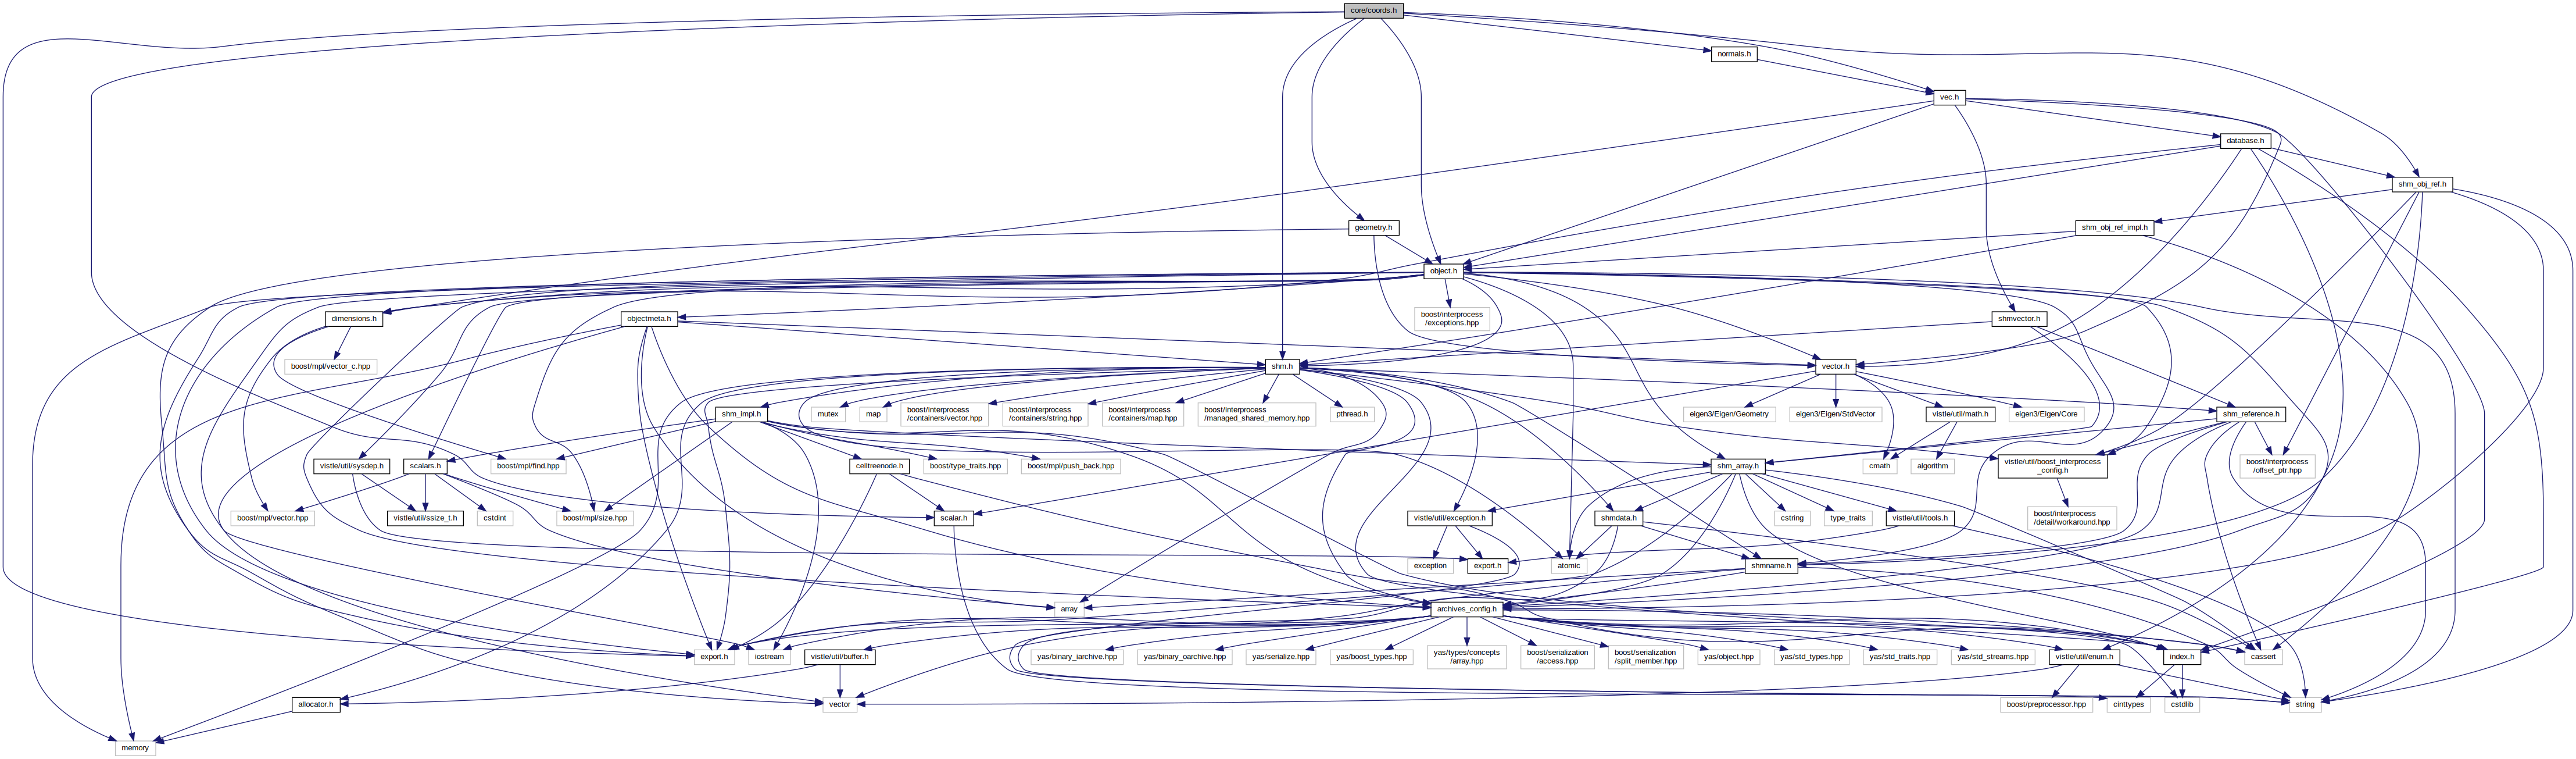 core/coords.h
normals.h
vec.h
database.h
shm_obj_ref.h
geometry.h
shm_obj_ref_impl.h
object.h
dimensions.h
objectmeta.h
boost/interprocess
/exceptions.hpp
shmvector.h
boost/mpl/vector_c.hpp
shm.h
vector.h
shm_impl.h
mutex
map
boost/interprocess
/containers/vector.hpp
boost/interprocess
/containers/string.hpp
boost/interprocess
/containers/map.hpp
boost/interprocess
/managed_shared_memory.hpp
pthread.h
eigen3/Eigen/Geometry
eigen3/Eigen/StdVector
vistle/util/math.h
eigen3/Eigen/Core
shm_reference.h
vistle/util/sysdep.h
scalars.h
boost/mpl/find.hpp
celltreenode.h
boost/type_traits.hpp
boost/mpl/push_back.hpp
shm_array.h
cmath
algorithm
vistle/util/boost_interprocess
_config.h
boost/interprocess
/offset_ptr.hpp
boost/mpl/vector.hpp
vistle/util/ssize_t.h
cstdint
boost/mpl/size.hpp
scalar.h
vistle/util/exception.h
shmdata.h
cstring
type_traits
vistle/util/tools.h
boost/interprocess
/detail/workaround.hpp
exception
export.h
atomic
shmname.h
array
archives_config.h
export.h
iostream
vistle/util/buffer.h
yas/binary_iarchive.hpp
yas/binary_oarchive.hpp
yas/serialize.hpp
yas/boost_types.hpp
yas/types/concepts
/array.hpp
boost/serialization
/access.hpp
boost/serialization
/split_member.hpp
yas/object.hpp
yas/std_types.hpp
yas/std_traits.hpp
yas/std_streams.hpp
vistle/util/enum.h
index.h
cassert
allocator.h
vector
boost/preprocessor.hpp
cinttypes
cstdlib
string
memory